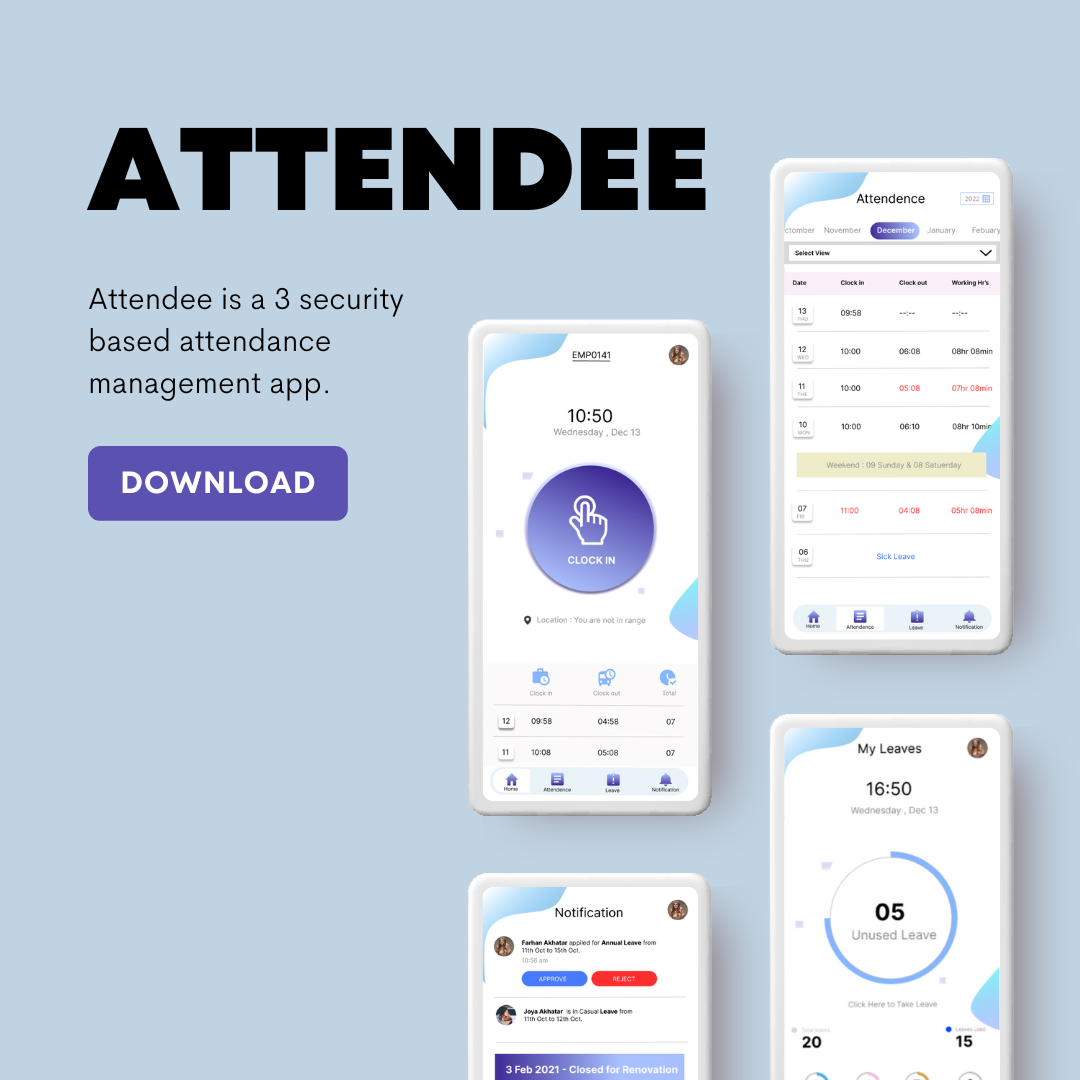 ATTENDEE
Attendee is a 3 security
based attendance
management app.
DOWNLOAD
EMP0141
10:50
Wednesday , Dec 13
CLOCK IN
Location : You are not in range
Clock in Clock out Total
12 09:58 04:58 07
11 10:08 05:08 07
Home Attendence Leave Notification
Attendence
2022
ctomber November December January Febuary
Select View
Date Clock in Clock out Working Hr's
13 09:58 --:-- --:--
THU
12 10:00 06:08 08hr 08min
WED
11 10:00 05:08 07hr 08min
THE
10 10:00 06:10 08hr 10min
MON
Weekend : 09 Sunday & 08 Satuerday
07 11:00 04:08 05hr 08min
FRI
06 Sick Leave
THU
Home Attendence Leave Notification
Notification
Farhan Akhatar applied for Annual Leave from
11th Oct to 15th Oct.
10:56 am
APPROVE REJECT
Joya Akhatar is in Casual Leave from
11th Oct to 12th Oct.
3 Feb 2021 - Closed for Renovation
My Leaves
16:50
Wednesday , Dec 13
05
Unused Leave
Click Here to Take Leave
Total leaves Leaves Used
20 15